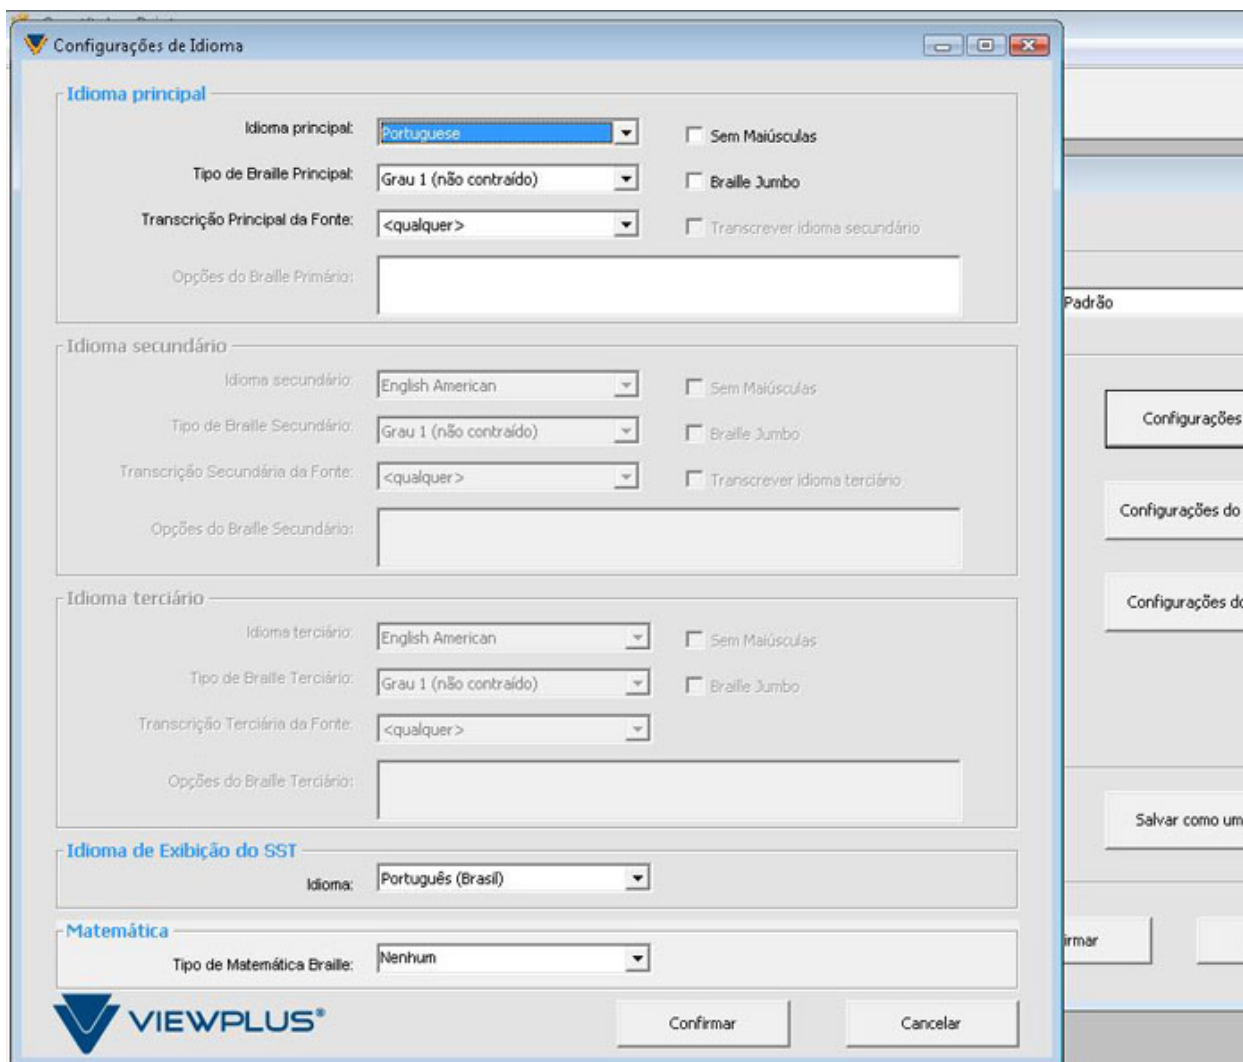 Configurações de Idioma
Idioma principal
Idioma principal: Portuguese Sem Maiúsculas
Tipo de Braille Principal: Grau 1 (não contraído) Braille Jumbo
Transcrição Principal da Fonte: <qualquer> Transcrever idioma secundário
Opções do Braille Primário:
Idioma secundário
Idioma secundário: English American Sem Maiúsculas
Tipo de Braille Secundário: Grau 1 (não contraído) Braille Jumbo
Transcrição Secundária da Fonte: <qualquer> Transcrever idioma terciário
Opções do Braille Secundário:
Idioma terciário
Idioma terciário: English American Sem Maiúsculas
Tipo de Braille Terciário: Grau 1 (não contraído) Braille Jumbo
Transcrição Terciária da Fonte: <qualquer>
Opções do Braille Terciário:
Idioma de Exibição do SST
Idioma: Português (Brasil)
Matemática
Tipo de Matemática Braille: Nenhum
VIEWPLUS®
Confirmar Cancelar
Padrão
Configurações
Configurações do
Configurações do
Salvar como um
irmar